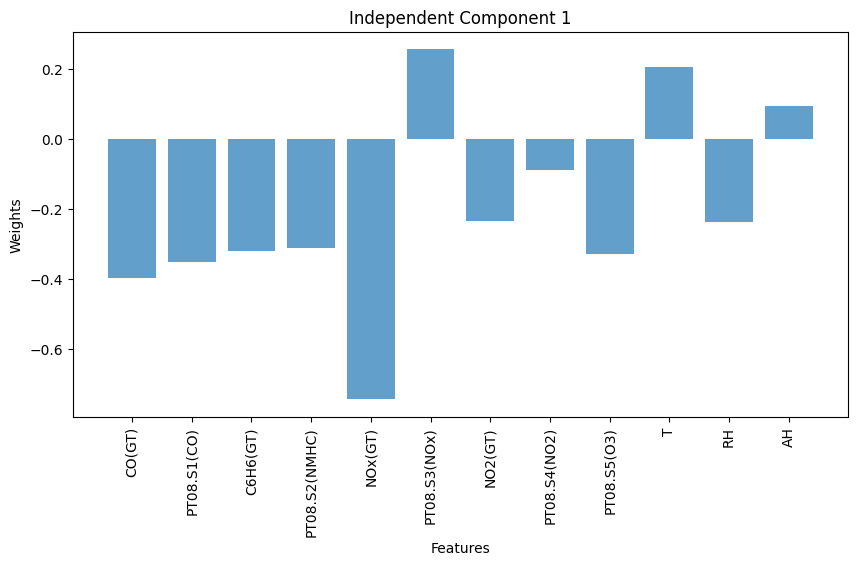 Independent Component 1
Weights
0.2
0.0
−0.2
−0.4
−0.6
CO(GT)
PT08.S1(CO)
C6H6(GT)
PT08.S2(NMHC)
NOx(GT)
PT08.S3(NOx)
NO2(GT)
PT08.S4(NO2)
PT08.S5(O3)
T
RH
AH
Features